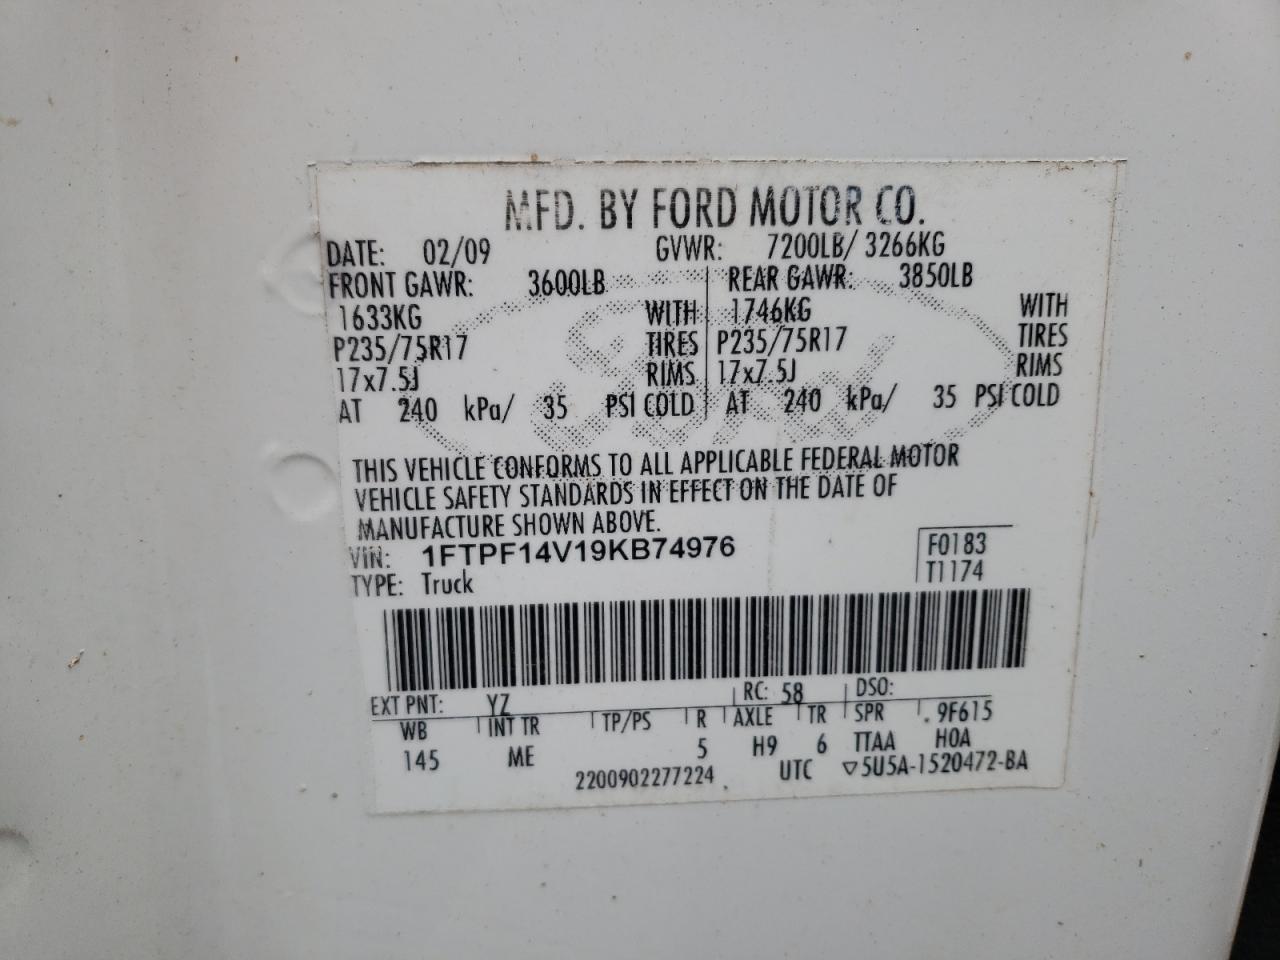 MFD. BY FORD MOTOR CO.
DATE: 02/09 GVWR: 7200LB/ 3266KG
FRONT GAWR: 3600LB REAR GAWR: 3850LB
1633KG WITH 1746KG WITH
P235/75R17 TIRES P235/75R17 TIRES
17x7.5J RIMS 17x7.5J RIMS
AT 240 kPa/ 35 PSI COLD AT 240 kPa/ 35 PSI COLD
Ford
THIS VEHICLE CONFORMS TO ALL APPLICABLE FEDERAL MOTOR
VEHICLE SAFETY STANDARDS IN EFFECT ON THE DATE OF
MANUFACTURE SHOWN ABOVE.
VIN: 1FTPF14V19KB74976 F0183
TYPE: Truck T1174
EXT PNT: YZ RC: 58 DSO:
WB INT TR TP/PS R AXLE TR SPR 9F615
145 ME 5 H9 6 TTAA H0A
2200902277224 UTC ▽5U5A-1520472-BA